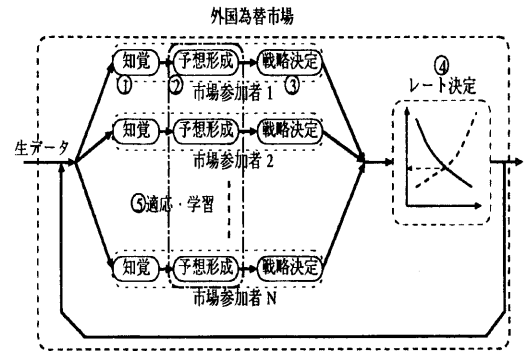 外国為替市場
知覚 予想形成 戦略決定
① ② ③
市場参加者 1
④
レート決定
生データ
知覚 予想形成 戦略決定
市場参加者 2
⑤適応・学習
知覚 予想形成 戦略決定
市場参加者 N